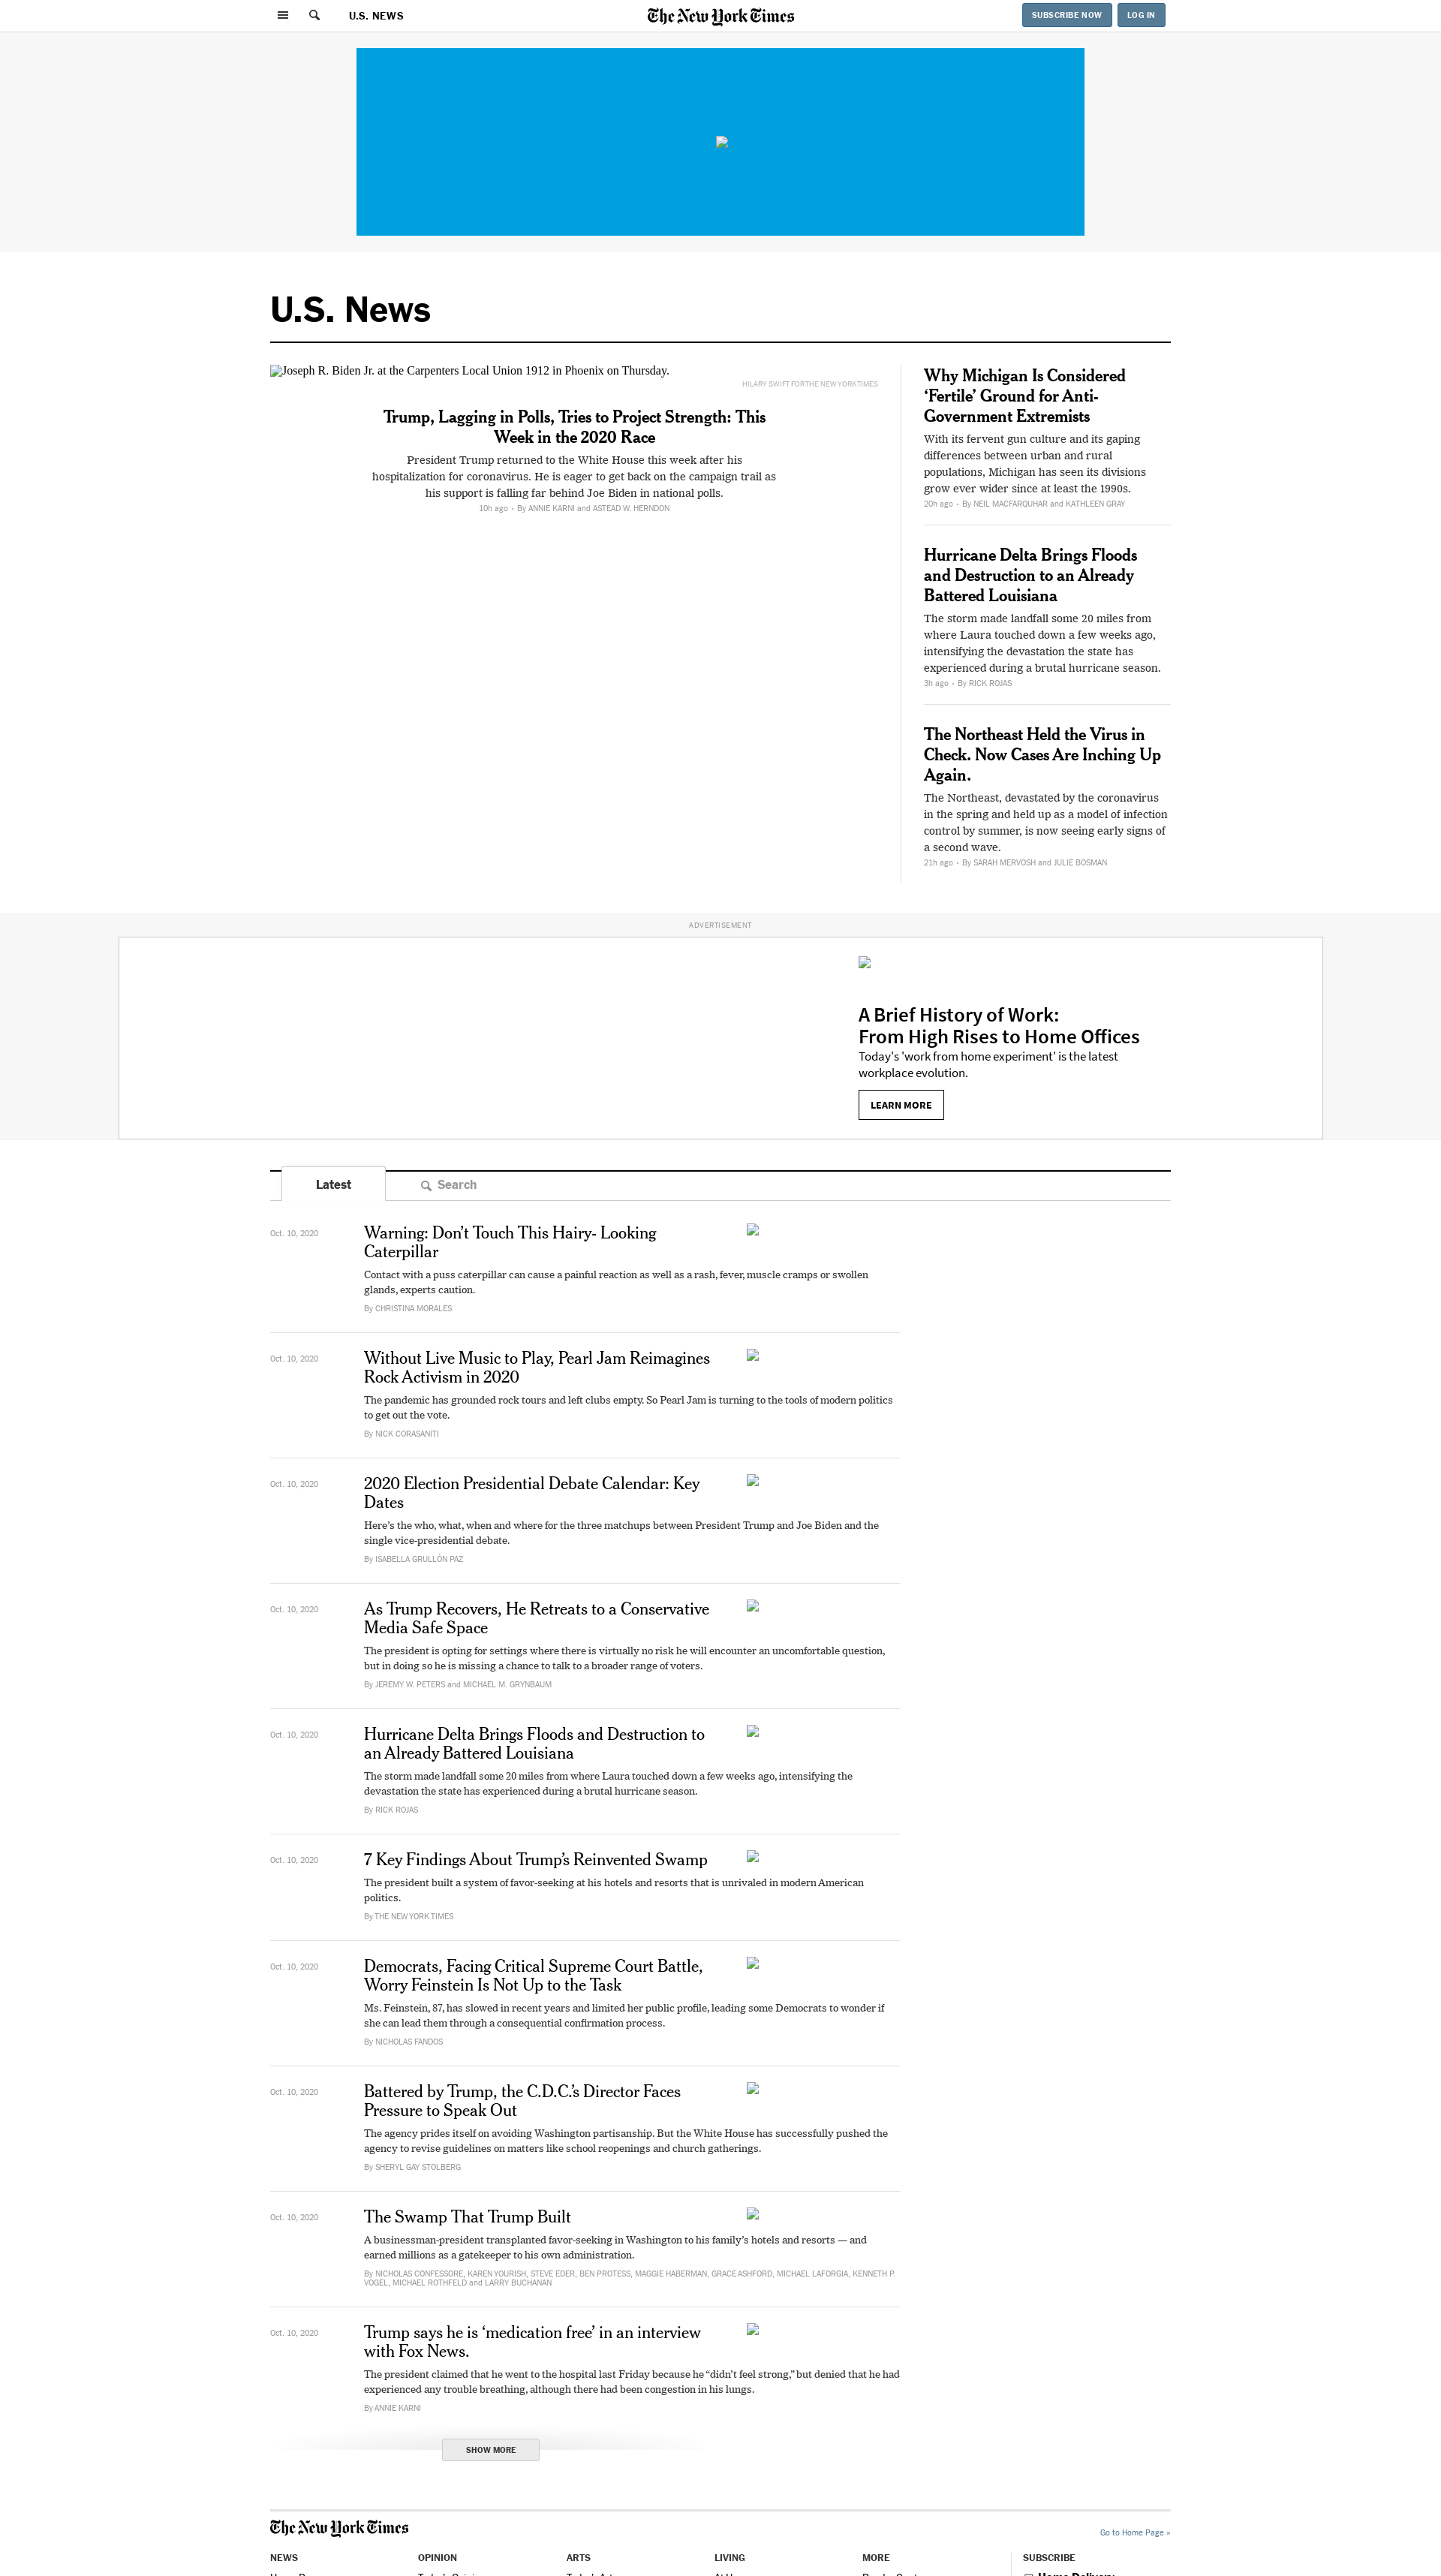 U.S. NEWS
The New York Times
SUBSCRIBE NOW
LOG IN
U.S. News
Joseph R. Biden Jr. at the Carpenters Local Union 1912 in Phoenix on Thursday.
HILARY SWIFT FOR THE NEW YORK TIMES
Trump, Lagging in Polls, Tries to Project Strength: This
Week in the 2020 Race
President Trump returned to the White House this week after his
hospitalization for coronavirus. He is eager to get back on the campaign trail as
his support is falling far behind Joe Biden in national polls.
10h ago • By ANNIE KARNI and ASTEAD W. HERNDON
Why Michigan Is Considered
‘Fertile’ Ground for Anti-
Government Extremists
With its fervent gun culture and its gaping
differences between urban and rural
populations, Michigan has seen its divisions
grow ever wider since at least the 1990s.
20h ago • By NEIL MACFARQUHAR and KATHLEEN GRAY
Hurricane Delta Brings Floods
and Destruction to an Already
Battered Louisiana
The storm made landfall some 20 miles from
where Laura touched down a few weeks ago,
intensifying the devastation the state has
experienced during a brutal hurricane season.
3h ago • By RICK ROJAS
The Northeast Held the Virus in
Check. Now Cases Are Inching Up
Again.
The Northeast, devastated by the coronavirus
in the spring and held up as a model of infection
control by summer, is now seeing early signs of
a second wave.
21h ago • By SARAH MERVOSH and JULIE BOSMAN
ADVERTISEMENT
A Brief History of Work:
From High Rises to Home Offices
Today's 'work from home experiment' is the latest
workplace evolution.
LEARN MORE
Latest
Search
Oct. 10, 2020
Warning: Don’t Touch This Hairy- Looking
Caterpillar
Contact with a puss caterpillar can cause a painful reaction as well as a rash, fever, muscle cramps or swollen
glands, experts caution.
By CHRISTINA MORALES
Oct. 10, 2020
Without Live Music to Play, Pearl Jam Reimagines
Rock Activism in 2020
The pandemic has grounded rock tours and left clubs empty. So Pearl Jam is turning to the tools of modern politics
to get out the vote.
By NICK CORASANITI
Oct. 10, 2020
2020 Election Presidential Debate Calendar: Key
Dates
Here’s the who, what, when and where for the three matchups between President Trump and Joe Biden and the
single vice-presidential debate.
By ISABELLA GRULLÓN PAZ
Oct. 10, 2020
As Trump Recovers, He Retreats to a Conservative
Media Safe Space
The president is opting for settings where there is virtually no risk he will encounter an uncomfortable question,
but in doing so he is missing a chance to talk to a broader range of voters.
By JEREMY W. PETERS and MICHAEL M. GRYNBAUM
Oct. 10, 2020
Hurricane Delta Brings Floods and Destruction to
an Already Battered Louisiana
The storm made landfall some 20 miles from where Laura touched down a few weeks ago, intensifying the
devastation the state has experienced during a brutal hurricane season.
By RICK ROJAS
Oct. 10, 2020
7 Key Findings About Trump’s Reinvented Swamp
The president built a system of favor-seeking at his hotels and resorts that is unrivaled in modern American
politics.
By THE NEW YORK TIMES
Oct. 10, 2020
Democrats, Facing Critical Supreme Court Battle,
Worry Feinstein Is Not Up to the Task
Ms. Feinstein, 87, has slowed in recent years and limited her public profile, leading some Democrats to wonder if
she can lead them through a consequential confirmation process.
By NICHOLAS FANDOS
Oct. 10, 2020
Battered by Trump, the C.D.C.’s Director Faces
Pressure to Speak Out
The agency prides itself on avoiding Washington partisanship. But the White House has successfully pushed the
agency to revise guidelines on matters like school reopenings and church gatherings.
By SHERYL GAY STOLBERG
Oct. 10, 2020
The Swamp That Trump Built
A businessman-president transplanted favor-seeking in Washington to his family’s hotels and resorts — and
earned millions as a gatekeeper to his own administration.
By NICHOLAS CONFESSORE, KAREN YOURISH, STEVE EDER, BEN PROTESS, MAGGIE HABERMAN, GRACE ASHFORD, MICHAEL LAFORGIA, KENNETH P.
VOGEL, MICHAEL ROTHFELD and LARRY BUCHANAN
Oct. 10, 2020
Trump says he is ‘medication free’ in an interview
with Fox News.
The president claimed that he went to the hospital last Friday because he “didn’t feel strong,” but denied that he had
experienced any trouble breathing, although there had been congestion in his lungs.
By ANNIE KARNI
SHOW MORE
The New York Times
Go to Home Page »
NEWS
OPINION
ARTS
LIVING
MORE
SUBSCRIBE